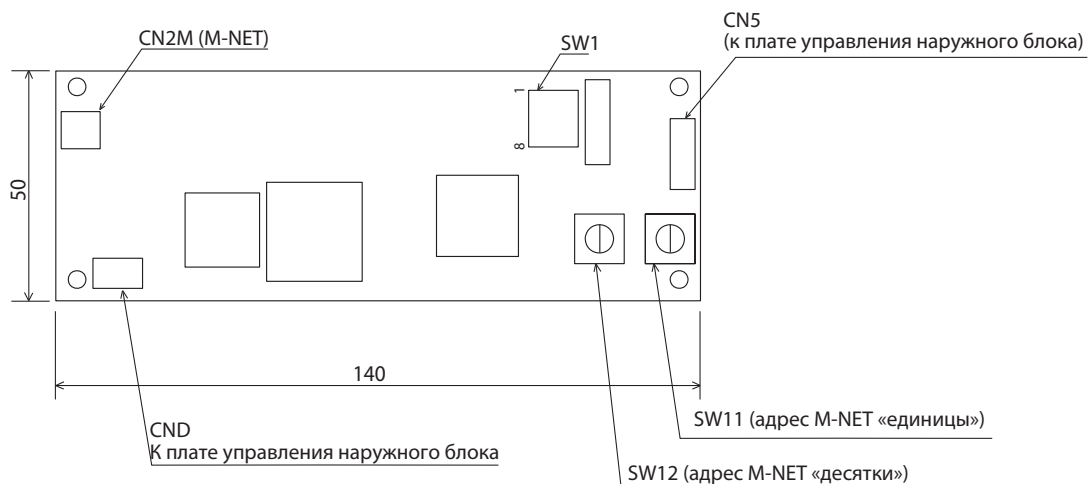 CN5
(к плате управления наружного блока)
CN2M (M-NET)
SW1
1
8
50
140
CND
К плате управления наружного блока
SW11 (адрес M-NET «единицы»)
SW12 (адрес M-NET «десятки»)